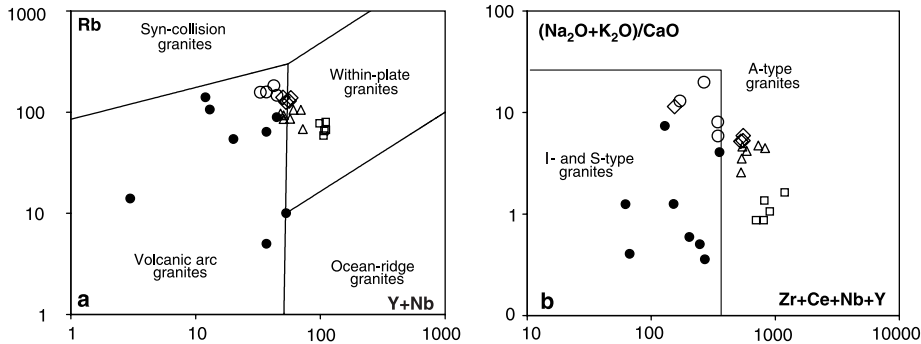 1000
Rb
Syn-collision
granites
Within-plate
granites
100
10
Volcanic arc
granites
Ocean-ridge
granites
a
Y+Nb
1
1
10
100
1000
100
(Na₂O+K₂O)/CaO
A-type
granites
10
I- and S-type
granites
1
b
Zr+Ce+Nb+Y
0
10
100
1000
10000